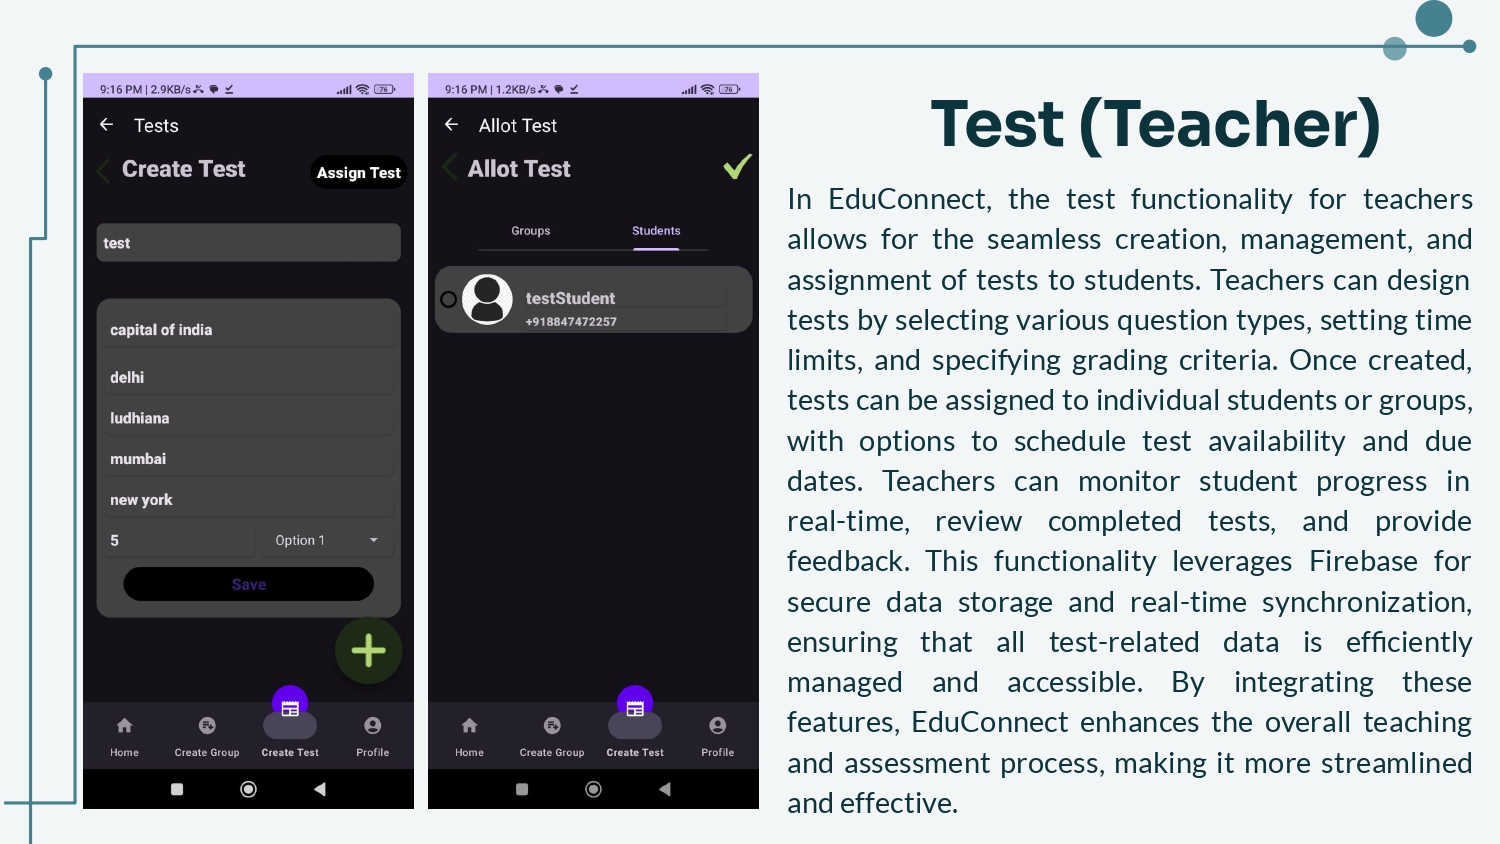 9:16 PM | 2.9KB/s
76
Tests
Create Test
Assign Test
test
capital of india
delhi
ludhiana
mumbai
new york
5
Option 1
Save
Home
Create Group
Create Test
Profile
9:16 PM | 1.2KB/s
76
Allot Test
Allot Test
Groups
Students
testStudent
+918847472257
Home
Create Group
Create Test
Profile
Test (Teacher)
In EduConnect, the test functionality for teachers
allows for the seamless creation, management, and
assignment of tests to students. Teachers can design
tests by selecting various question types, setting time
limits, and specifying grading criteria. Once created,
tests can be assigned to individual students or groups,
with options to schedule test availability and due
dates. Teachers can monitor student progress in
real-time, review completed tests, and provide
feedback. This functionality leverages Firebase for
secure data storage and real-time synchronization,
ensuring that all test-related data is efficiently
managed and accessible. By integrating these
features, EduConnect enhances the overall teaching
and assessment process, making it more streamlined
and effective.